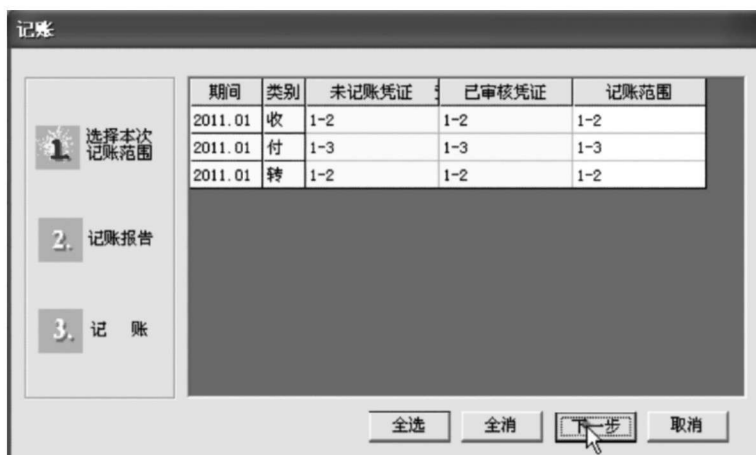 记账
1. 选择本次
记账范围
2. 记账报告
3. 记 账
期间 类别 未记账凭证 已审核凭证 记账范围
2011.01 收 1-2 1-2 1-2
2011.01 付 1-3 1-3 1-3
2011.01 转 1-2 1-2 1-2
全选 全消 下一步 取消